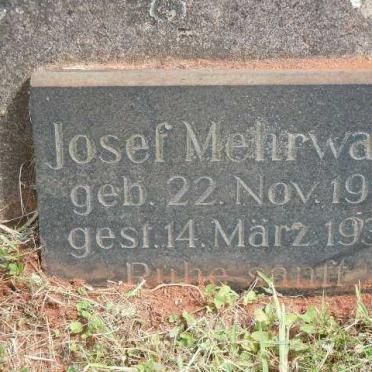 Josef Mehrwa
geb. 22. Nov. 19
gest. 14. März 193
Ruhe sanft